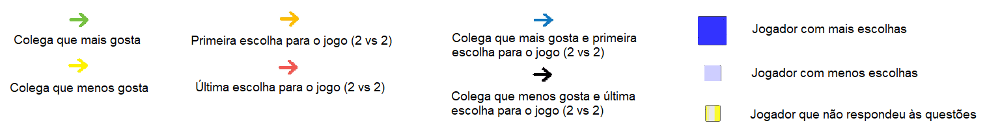 Colega que mais gosta
Colega que menos gosta
Primeira escolha para o jogo (2 vs 2)
Última escolha para o jogo (2 vs 2)
Colega que mais gosta e primeira
escolha para o jogo (2 vs 2)
Colega que menos gosta e última
escolha para o jogo (2 vs 2)
Jogador com mais escolhas
Jogador com menos escolhas
Jogador que não respondeu às questões